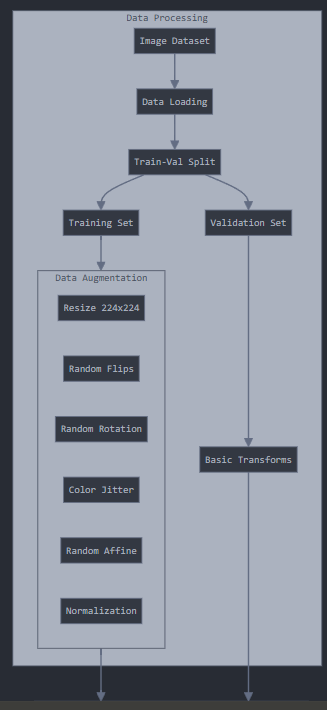 Data Processing
Image Dataset
Data Loading
Train-Val Split
Training Set
Validation Set
Data Augmentation
Resize 224x224
Random Flips
Random Rotation
Basic Transforms
Color Jitter
Random Affine
Normalization